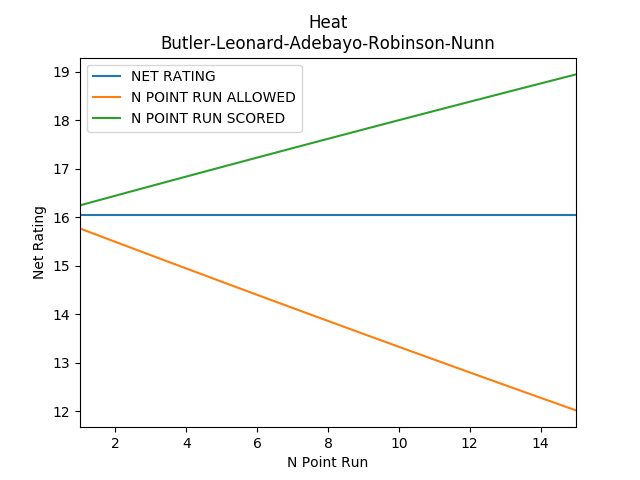 Heat
Butler-Leonard-Adebayo-Robinson-Nunn
NET RATING
N POINT RUN ALLOWED
N POINT RUN SCORED
19
18
17
16
15
14
13
12
Net Rating
2 4 6 8 10 12 14
N Point Run